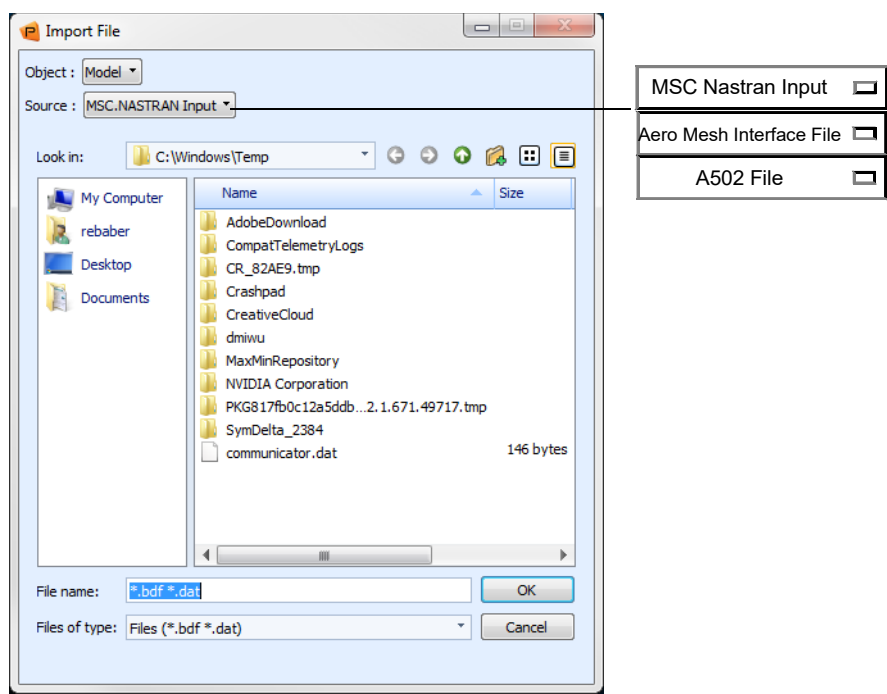 Import File
Object : Model
Source : MSC.NASTRAN Input
MSC Nastran Input
Aero Mesh Interface File
A502 File
Look in: C:\Windows\Temp
My Computer
rebaber
Desktop
Documents
Name Size
AdobeDownload
CompatTelemetryLogs
CR_82AE9.tmp
Crashpad
CreativeCloud
dmiwu
MaxMinRepository
NVIDIA Corporation
PKG817fb0c12a5ddb...2.1.671.49717.tmp
SymDelta_2384
communicator.dat 146 bytes
File name: *.bdf *.dat OK
Files of type: Files (*.bdf *.dat) Cancel